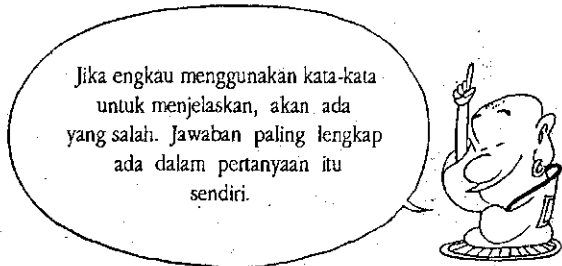 Jika engkau menggunakan kata-kata
untuk menjelaskan, akan ada
yang salah. Jawaban paling lengkap
ada dalam pertanyaan itu
sendiri.